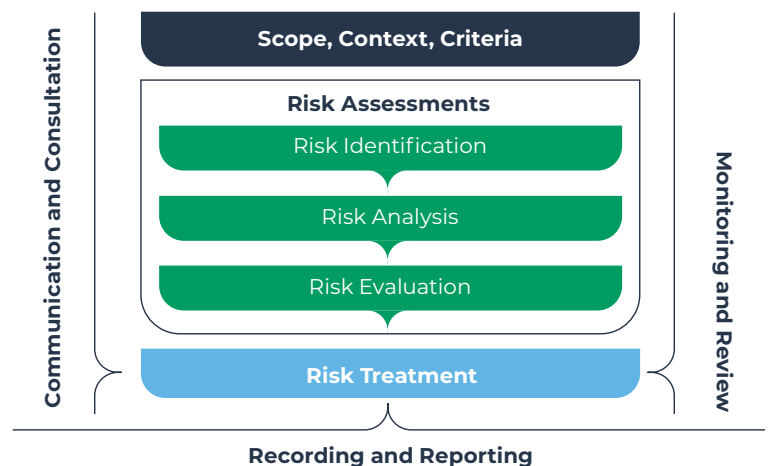 Scope, Context, Criteria
Communication and Consultation
Risk Assessments
Risk Identification
Risk Analysis
Risk Evaluation
Monitoring and Review
Risk Treatment
Recording and Reporting